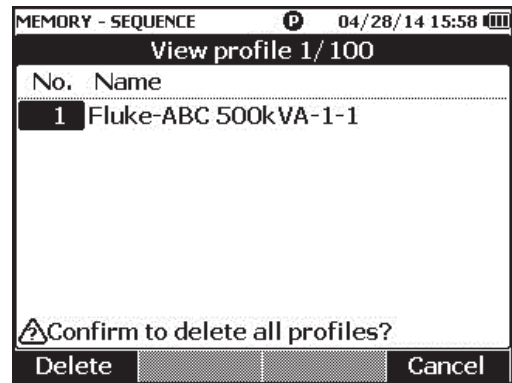 MEMORY - SEQUENCE P 04/28/14 15:58
View profile 1/100
No. Name
1 Fluke-ABC 500kVA-1-1
Confirm to delete all profiles?
Delete Cancel